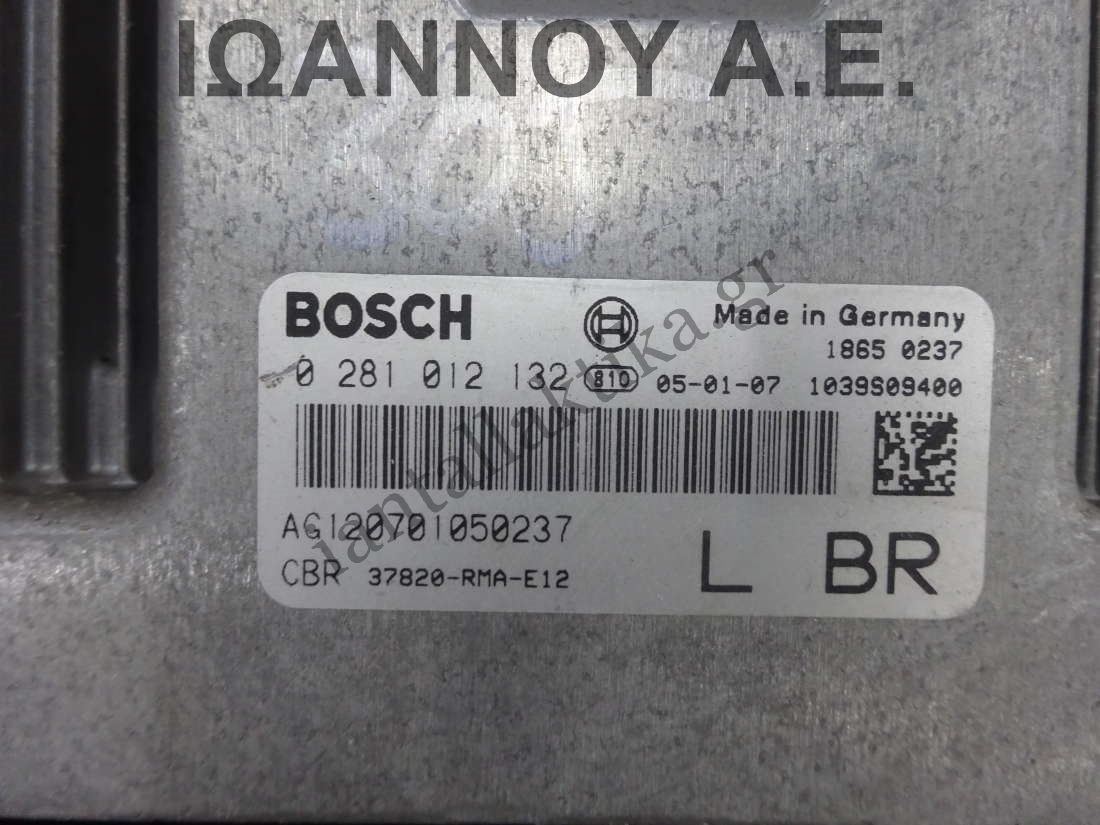 ΙΩΑΝΝΟΥ Α.Ε.
BOSCH
Made in Germany
1865 0237
0 281 012 132 810 05-01-07 1039S09400
AG120701050237
CBR 37820-RMA-E12
L BR
iantallaktika.gr